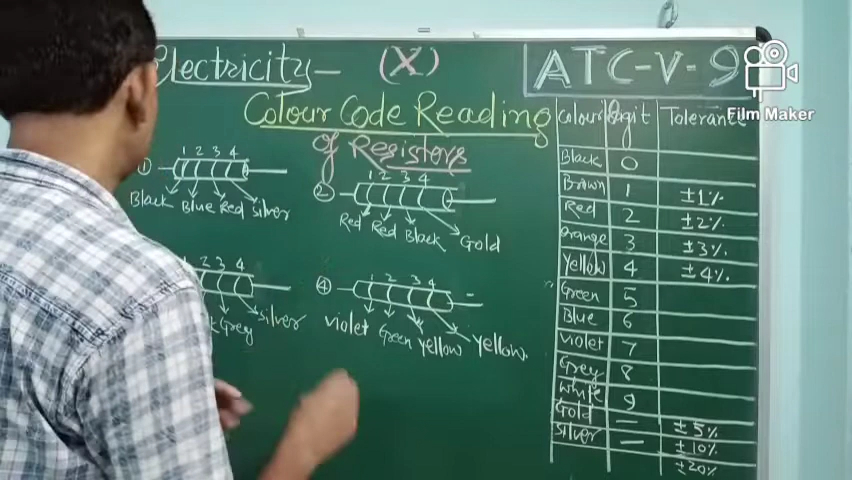 Electricity- (X) ATC-V-9
Film Maker
Colour Code Reading
of Resistors
Colour Digit Tolerance
Black 0
Brown 1 ±1%
Red 2 ±2%
Orange 3 ±3%
Yellow 4 ±4%
Green 5
Blue 6
Violet 7
Grey 8
White 9
Gold — ±5%
Silver — ±10%
±20%
① 1 2 3 4
Black Blue Red Silver
② 1 2 3 4
Red Red Black Gold
3 4
Grey Silver
④ 1 2 3 4
Violet Green Yellow Yellow.